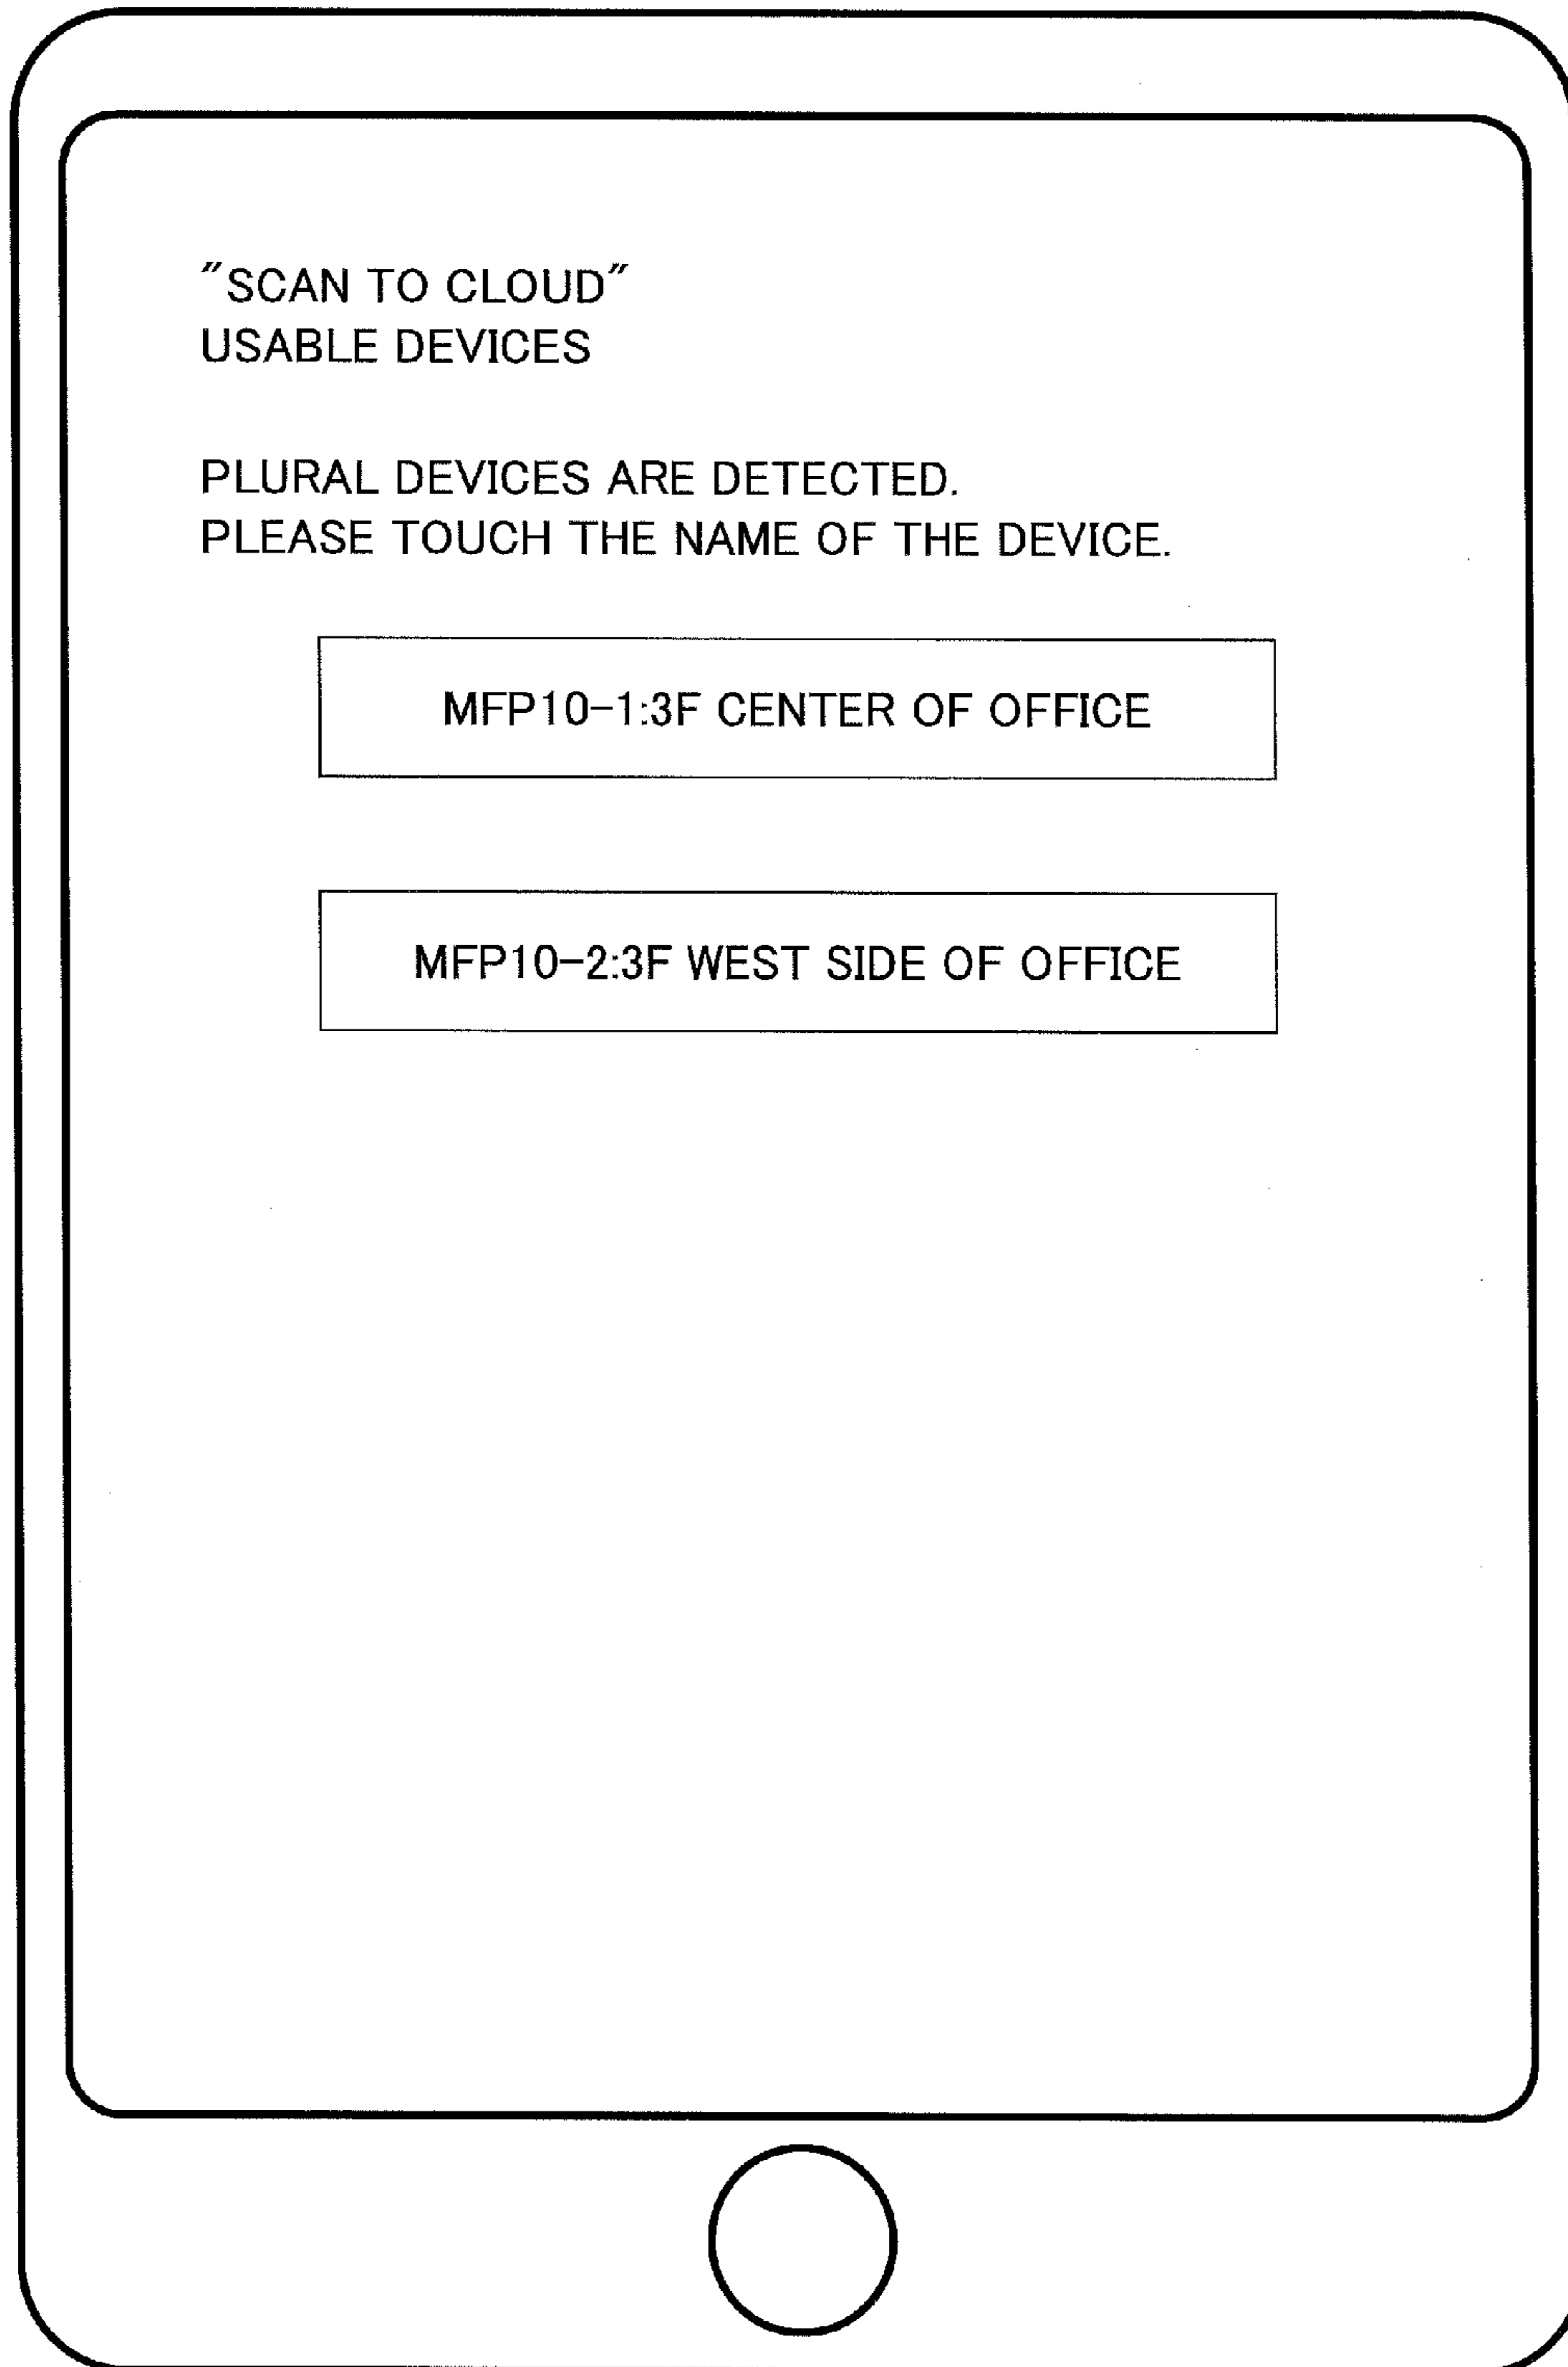 "SCAN TO CLOUD"
USABLE DEVICES
PLURAL DEVICES ARE DETECTED.
PLEASE TOUCH THE NAME OF THE DEVICE.
MFP10-1:3F CENTER OF OFFICE
MFP10-2:3F WEST SIDE OF OFFICE